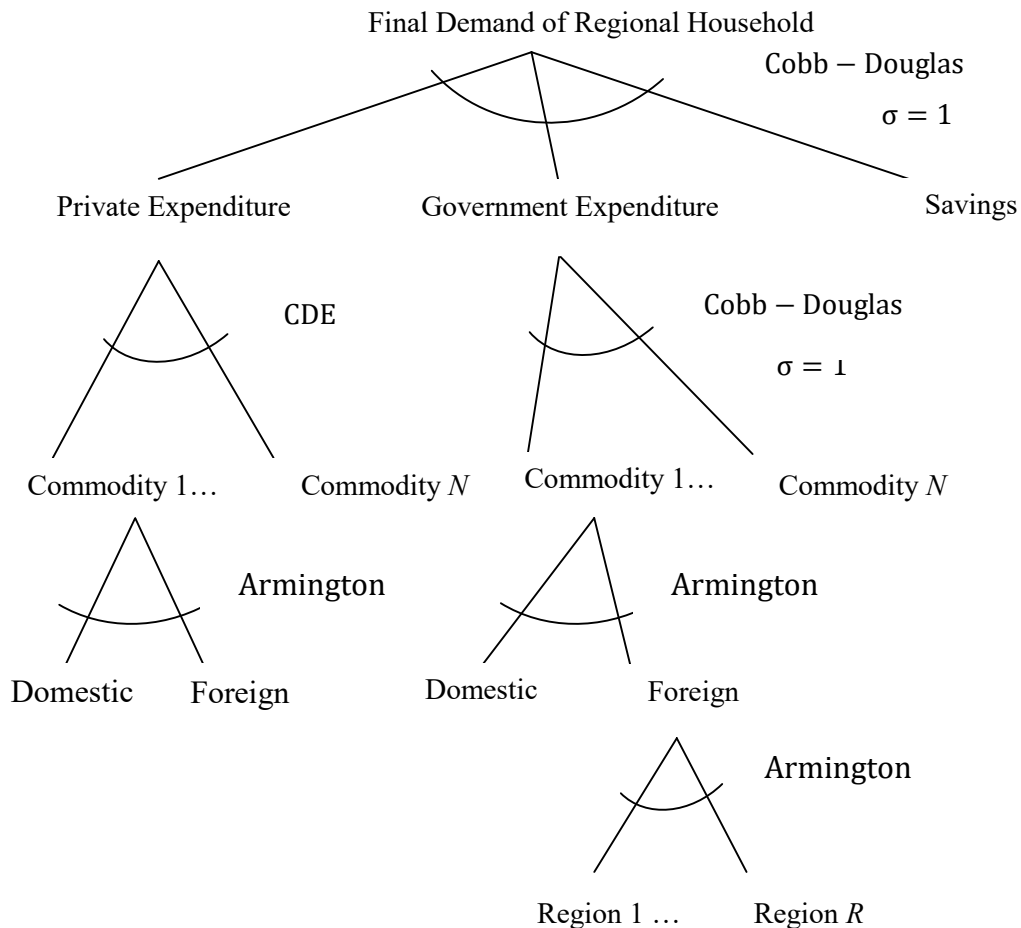 Final Demand of Regional Household
Cobb − Douglas
σ = 1
Private Expenditure
Government Expenditure
Savings
CDE
Cobb − Douglas
σ = 1
Commodity 1…
Commodity N
Commodity 1…
Commodity N
Armington
Armington
Domestic
Foreign
Domestic
Foreign
Armington
Region 1 …
Region R